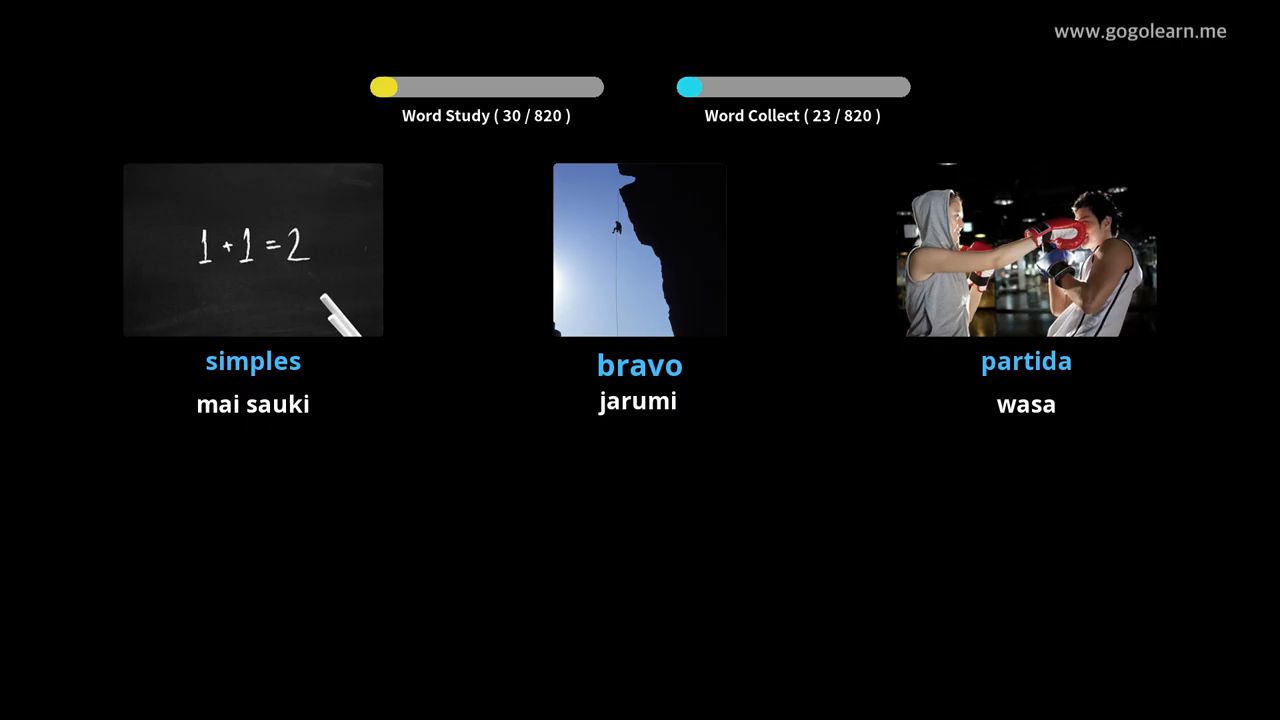 www.gogolearn.me
Word Study ( 30 / 820 )
Word Collect ( 23 / 820 )
1 + 1 = 2
simples
bravo
partida
mai sauki
jarumi
wasa